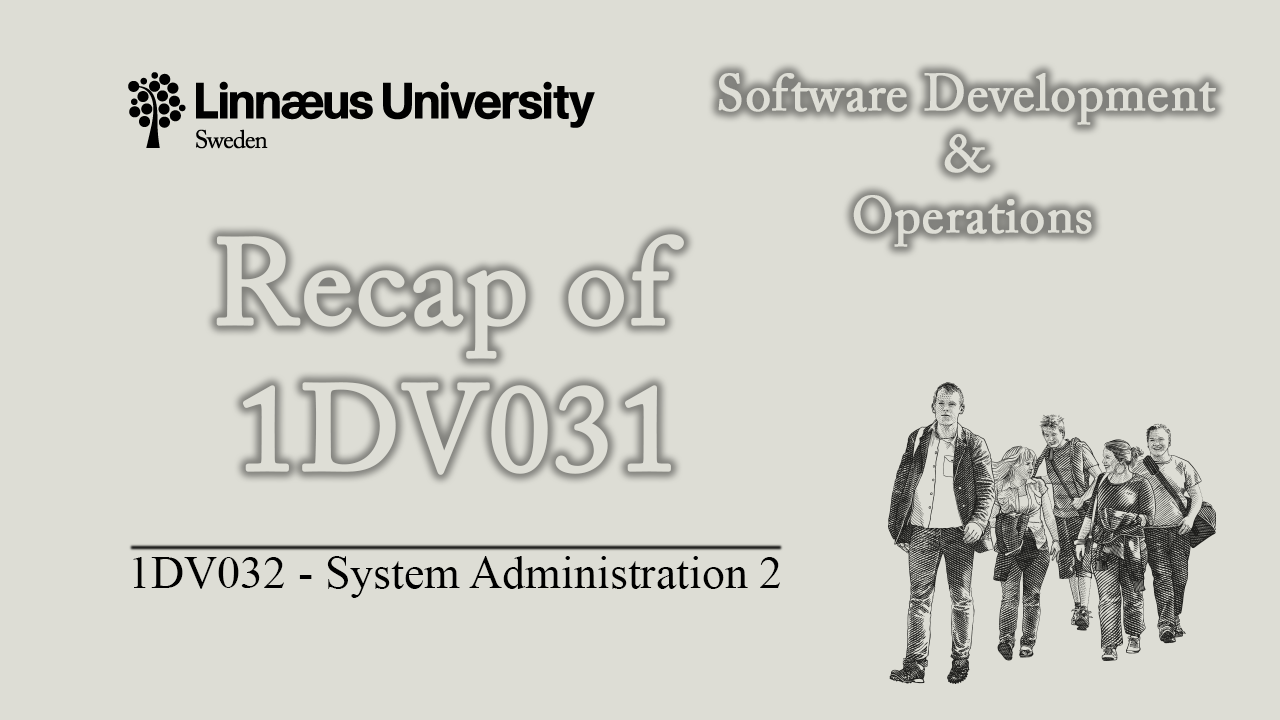 Linnæus University
Sweden
Software Development
&
Operations
Recap of
1DV031
1DV032 - System Administration 2